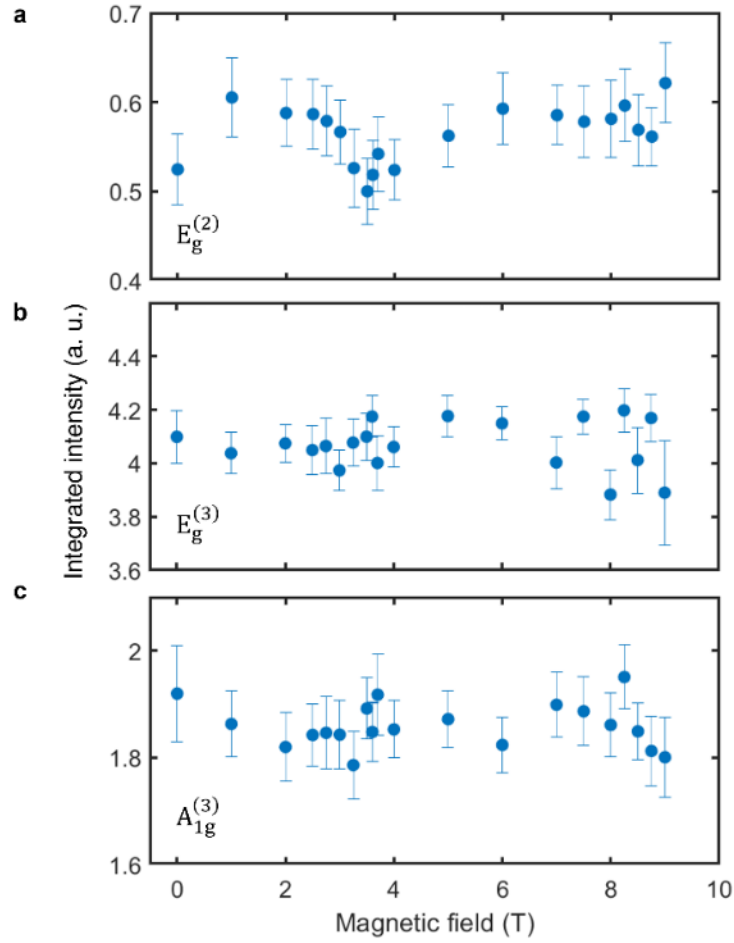 a
0.7
0.6
0.5
0.4
E_g^(2)
b
4.4
4.2
4
3.8
3.6
E_g^(3)
Integrated intensity (a. u.)
c
2
1.8
1.6
A_1g^(3)
0 2 4 6 8 10
Magnetic field (T)